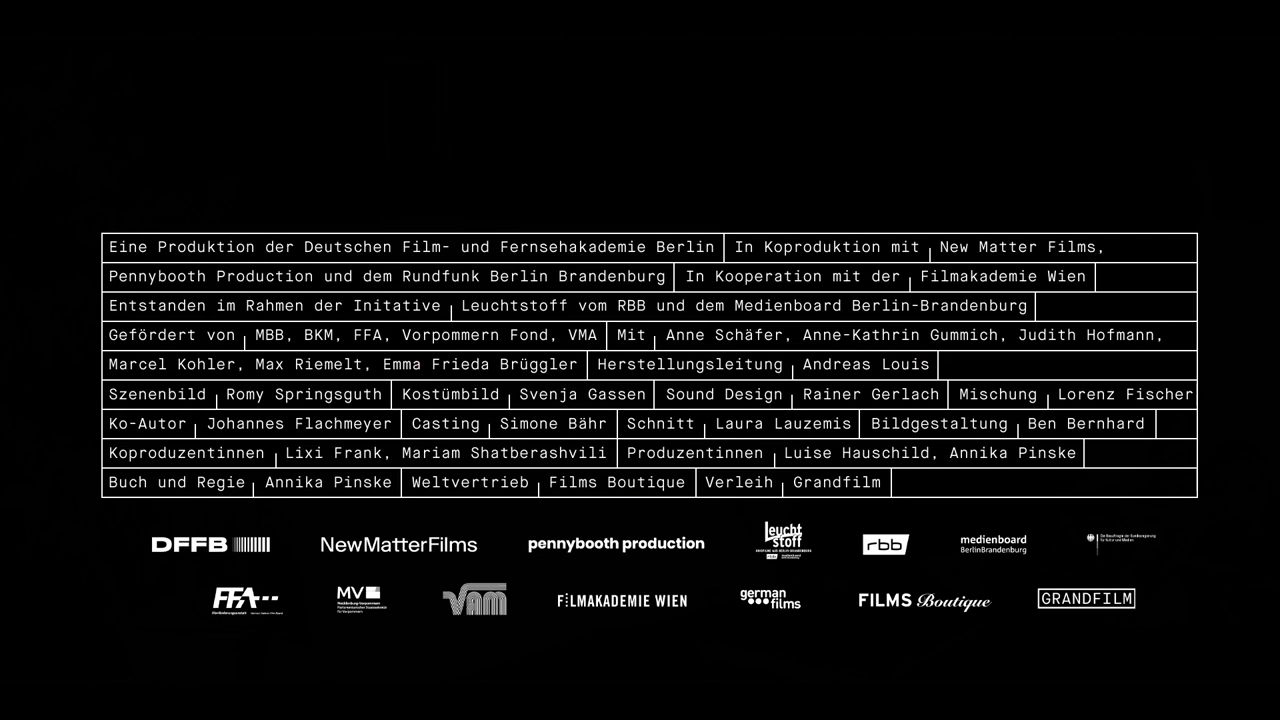 Eine Produktion der Deutschen Film- und Fernsehakademie Berlin In Koproduktion mit New Matter Films,
Pennybooth Production und dem Rundfunk Berlin Brandenburg In Kooperation mit der Filmakademie Wien
Entstanden im Rahmen der Initative Leuchtstoff vom RBB und dem Medienboard Berlin-Brandenburg
Gefördert von MBB, BKM, FFA, Vorpommern Fond, VMA Mit Anne Schäfer, Anne-Kathrin Gummich, Judith Hofmann,
Marcel Kohler, Max Riemelt, Emma Frieda Brüggler Herstellungsleitung Andreas Louis
Szenenbild Romy Springsguth Kostümbild Svenja Gassen Sound Design Rainer Gerlach Mischung Lorenz Fischer
Ko-Autor Johannes Flachmeyer Casting Simone Bähr Schnitt Laura Lauzemis Bildgestaltung Ben Bernhard
Koproduzentinnen Lixi Frank, Mariam Shatberashvili Produzentinnen Luise Hauschild, Annika Pinske
Buch und Regie Annika Pinske Weltvertrieb Films Boutique Verleih Grandfilm
DFFB NewMatterFilms pennybooth production leucht stoff rbb medienboard BerlinBrandenburg
FFA MV VAM FILMAKADEMIE WIEN german films FILMS Boutique GRANDFILM